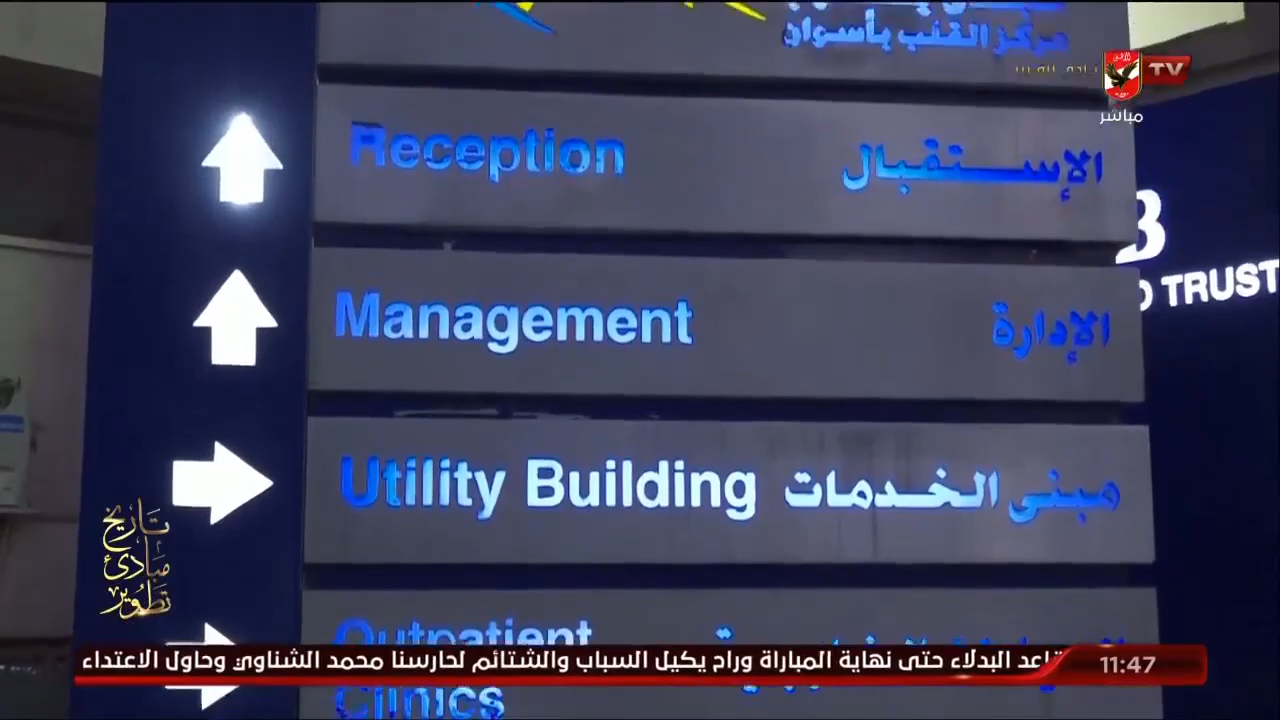 مركز القلب بأسوان
TV
مباشر
Reception
الإستقبال
Management
الإدارة
B
TRUST
Utility Building
مبنى الخدمات
تاريخ
مبادئ
تطوير
Outpatient
Clinics
البدلاء حتى نهاية المباراة وراح يكيل السباب والشتائم لحارسنا محمد الشناوي وحاول الاعتداء
11:47